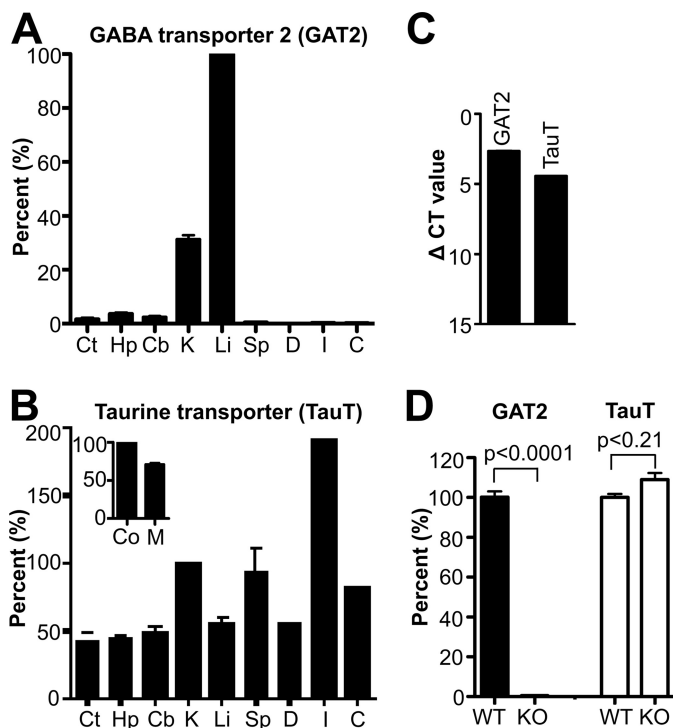 A
GABA transporter 2 (GAT2)
Percent (%)
100
80
60
40
20
0
Ct Hp Cb K Li Sp D I C
C
Δ CT value
0
5
10
15
GAT2
TauT
B
Taurine transporter (TauT)
Percent (%)
200
150
100
50
0
100
50
0
Co M
Ct Hp Cb K Li Sp D I C
D
GAT2 TauT
p<0.0001 p<0.21
Percent (%)
120
100
80
60
40
20
0
WT KO WT KO